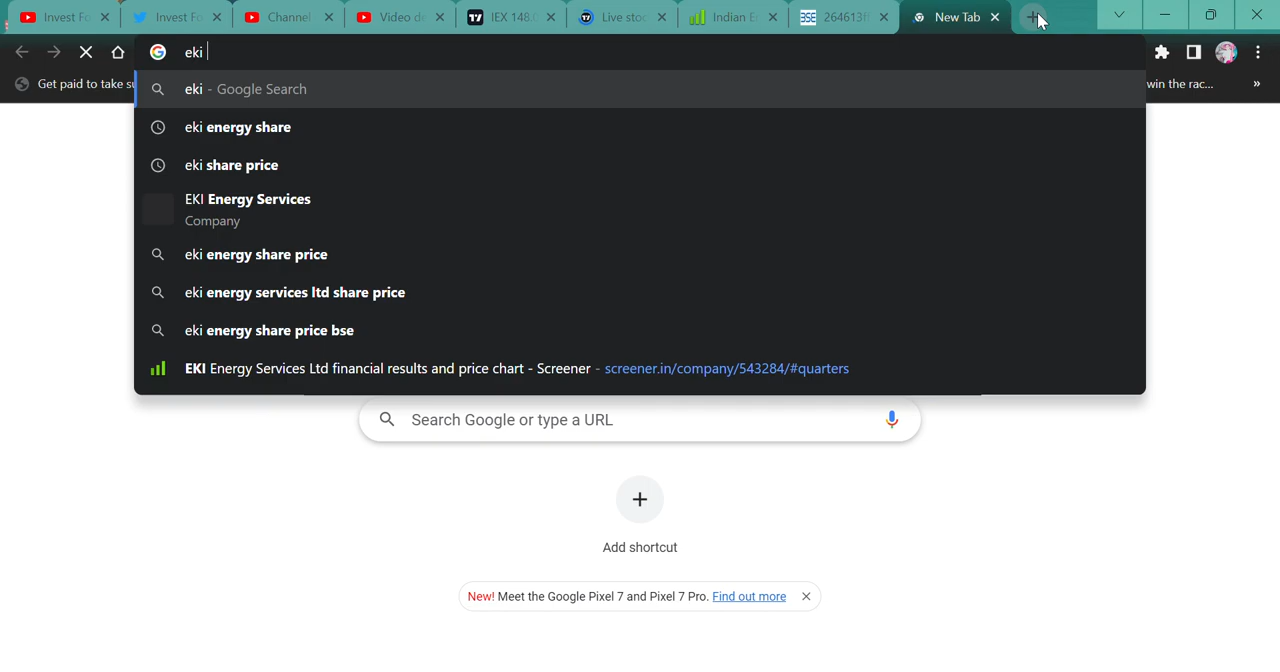 Invest Fo
Invest Fo
Channel
Video de
IEX 148.
Live stoc
Indian E
264613f
New Tab
eki
Get paid to take su
win the rac...
»
eki - Google Search
eki energy share
eki share price
EKI Energy Services
Company
eki energy share price
eki energy services ltd share price
eki energy share price bse
EKI Energy Services Ltd financial results and price chart - Screener - screener.in/company/543284/#quarters
Search Google or type a URL
Add shortcut
New! Meet the Google Pixel 7 and Pixel 7 Pro. Find out more